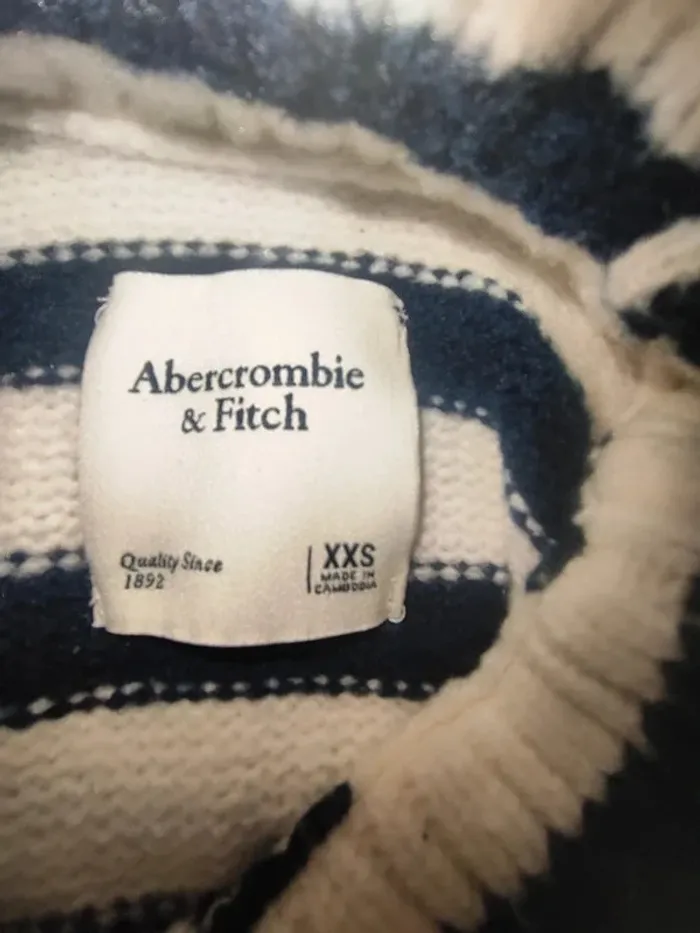 Abercrombie
& Fitch
Quality Since
1892
XXS
MADE IN
CAMBODIA